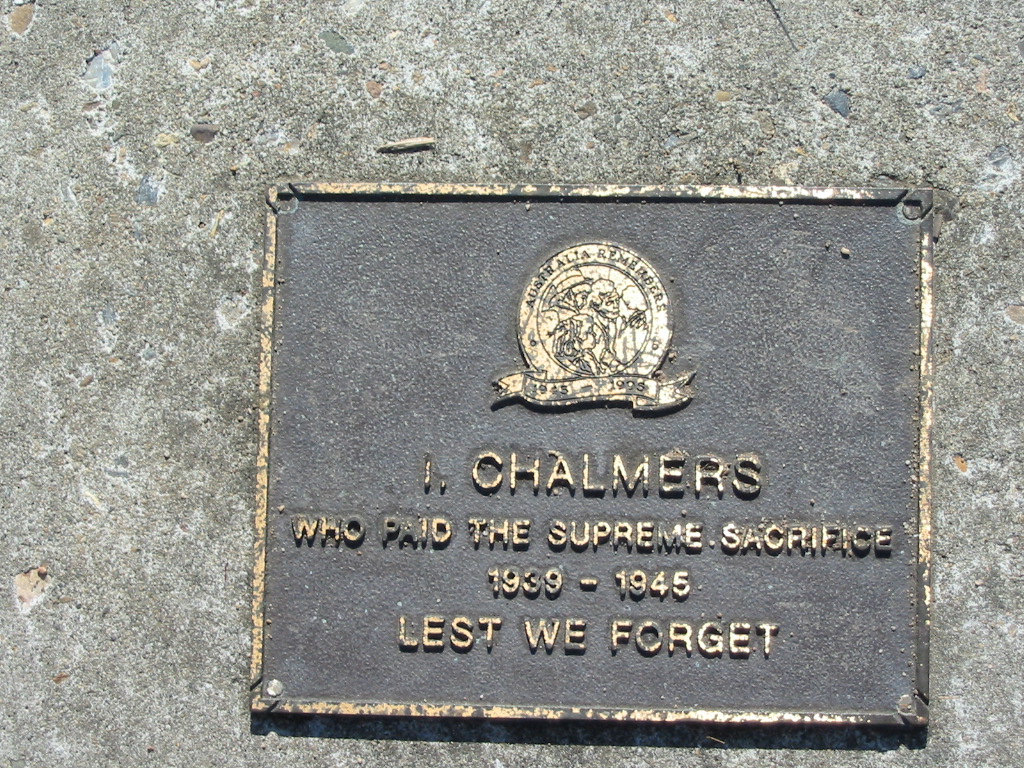 AUSTRALIA REMEMBERS
1945 - 1995
I. CHALMERS
WHO PAID THE SUPREME SACRIFICE
1939 - 1945
LEST WE FORGET